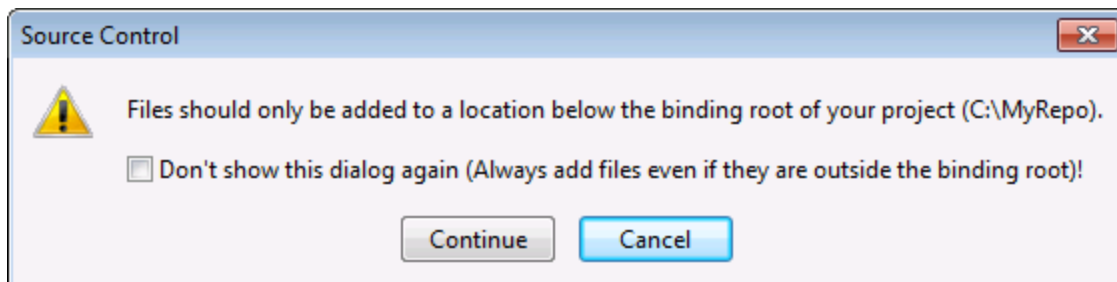 Source Control
Files should only be added to a location below the binding root of your project (C:\MyRepo).
Don't show this dialog again (Always add files even if they are outside the binding root)!
Continue Cancel